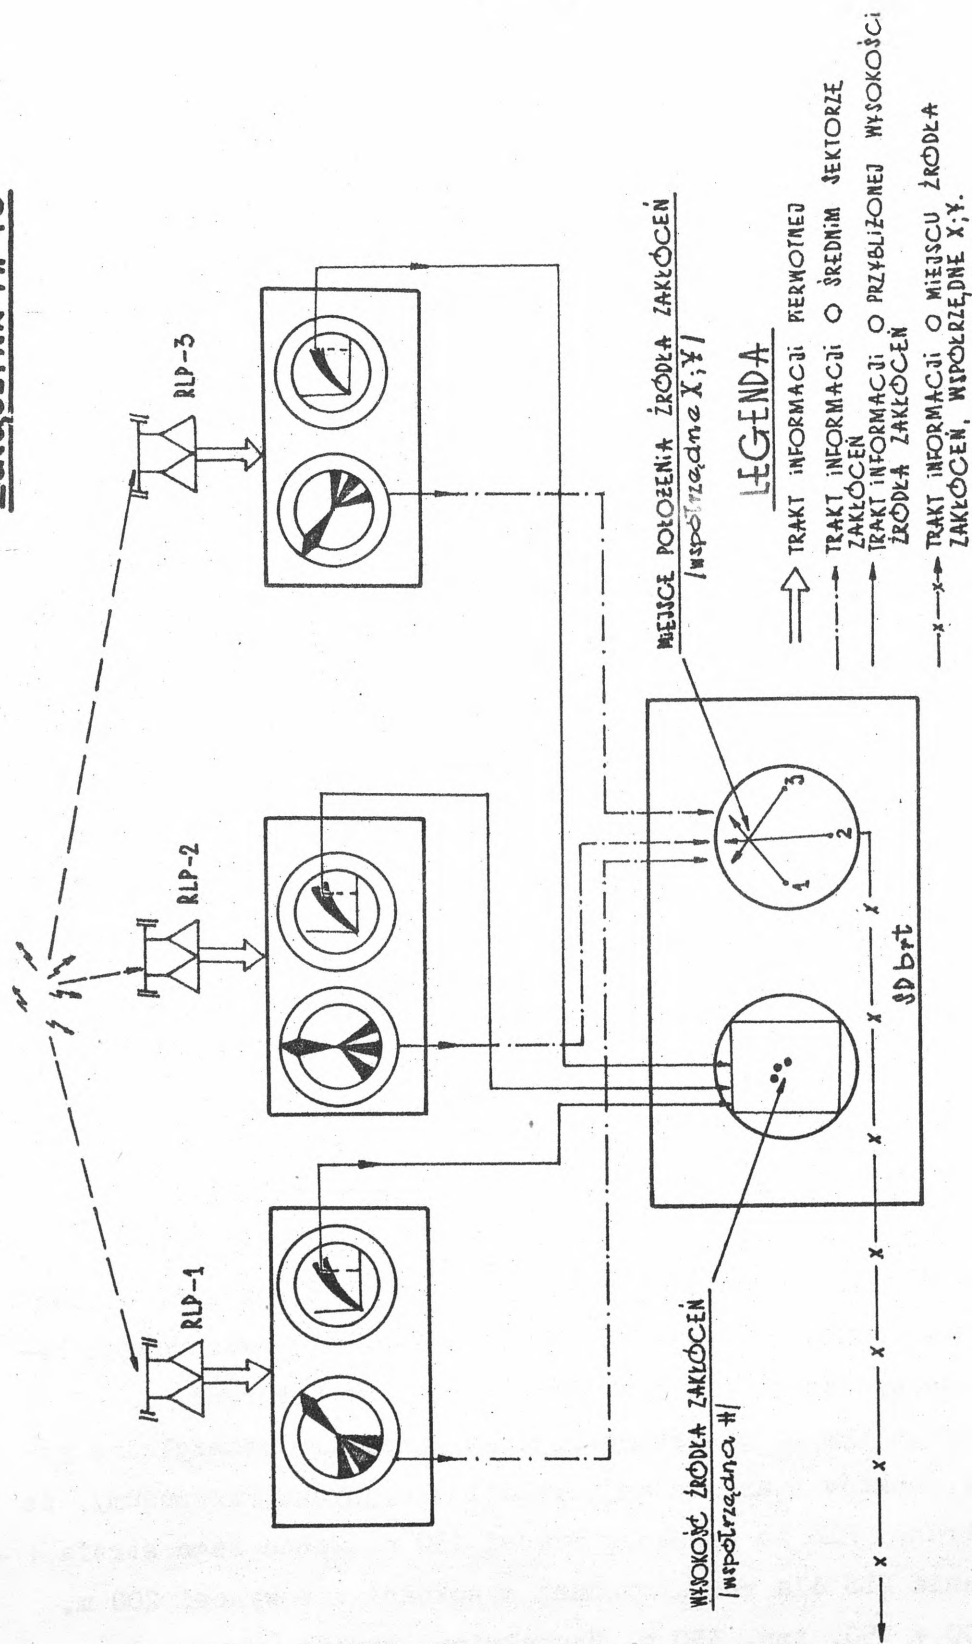 RLP-1
RLP-2
RLP-3
WYSOKOŚĆ ŹRÓDŁA ZAKŁÓCEŃ
/współrzędna H/
MIEJSCE POŁOŻENIA ŹRÓDŁA ZAKŁÓCEŃ
/współrzędne X;Y/
1
2
3
SD brt
LEGENDA
TRAKT INFORMACJI PIERWOTNEJ
TRAKT INFORMACJI O ŚREDNIM SEKTORZE
ZAKŁÓCEŃ
TRAKT INFORMACJI O PRZYBLIŻONEJ WYSOKOŚCI
ŹRÓDŁA ZAKŁÓCEŃ
TRAKT INFORMACJI O MIEJSCU ŹRÓDŁA
ZAKŁÓCEŃ, WSPÓŁRZĘDNE X;Y.